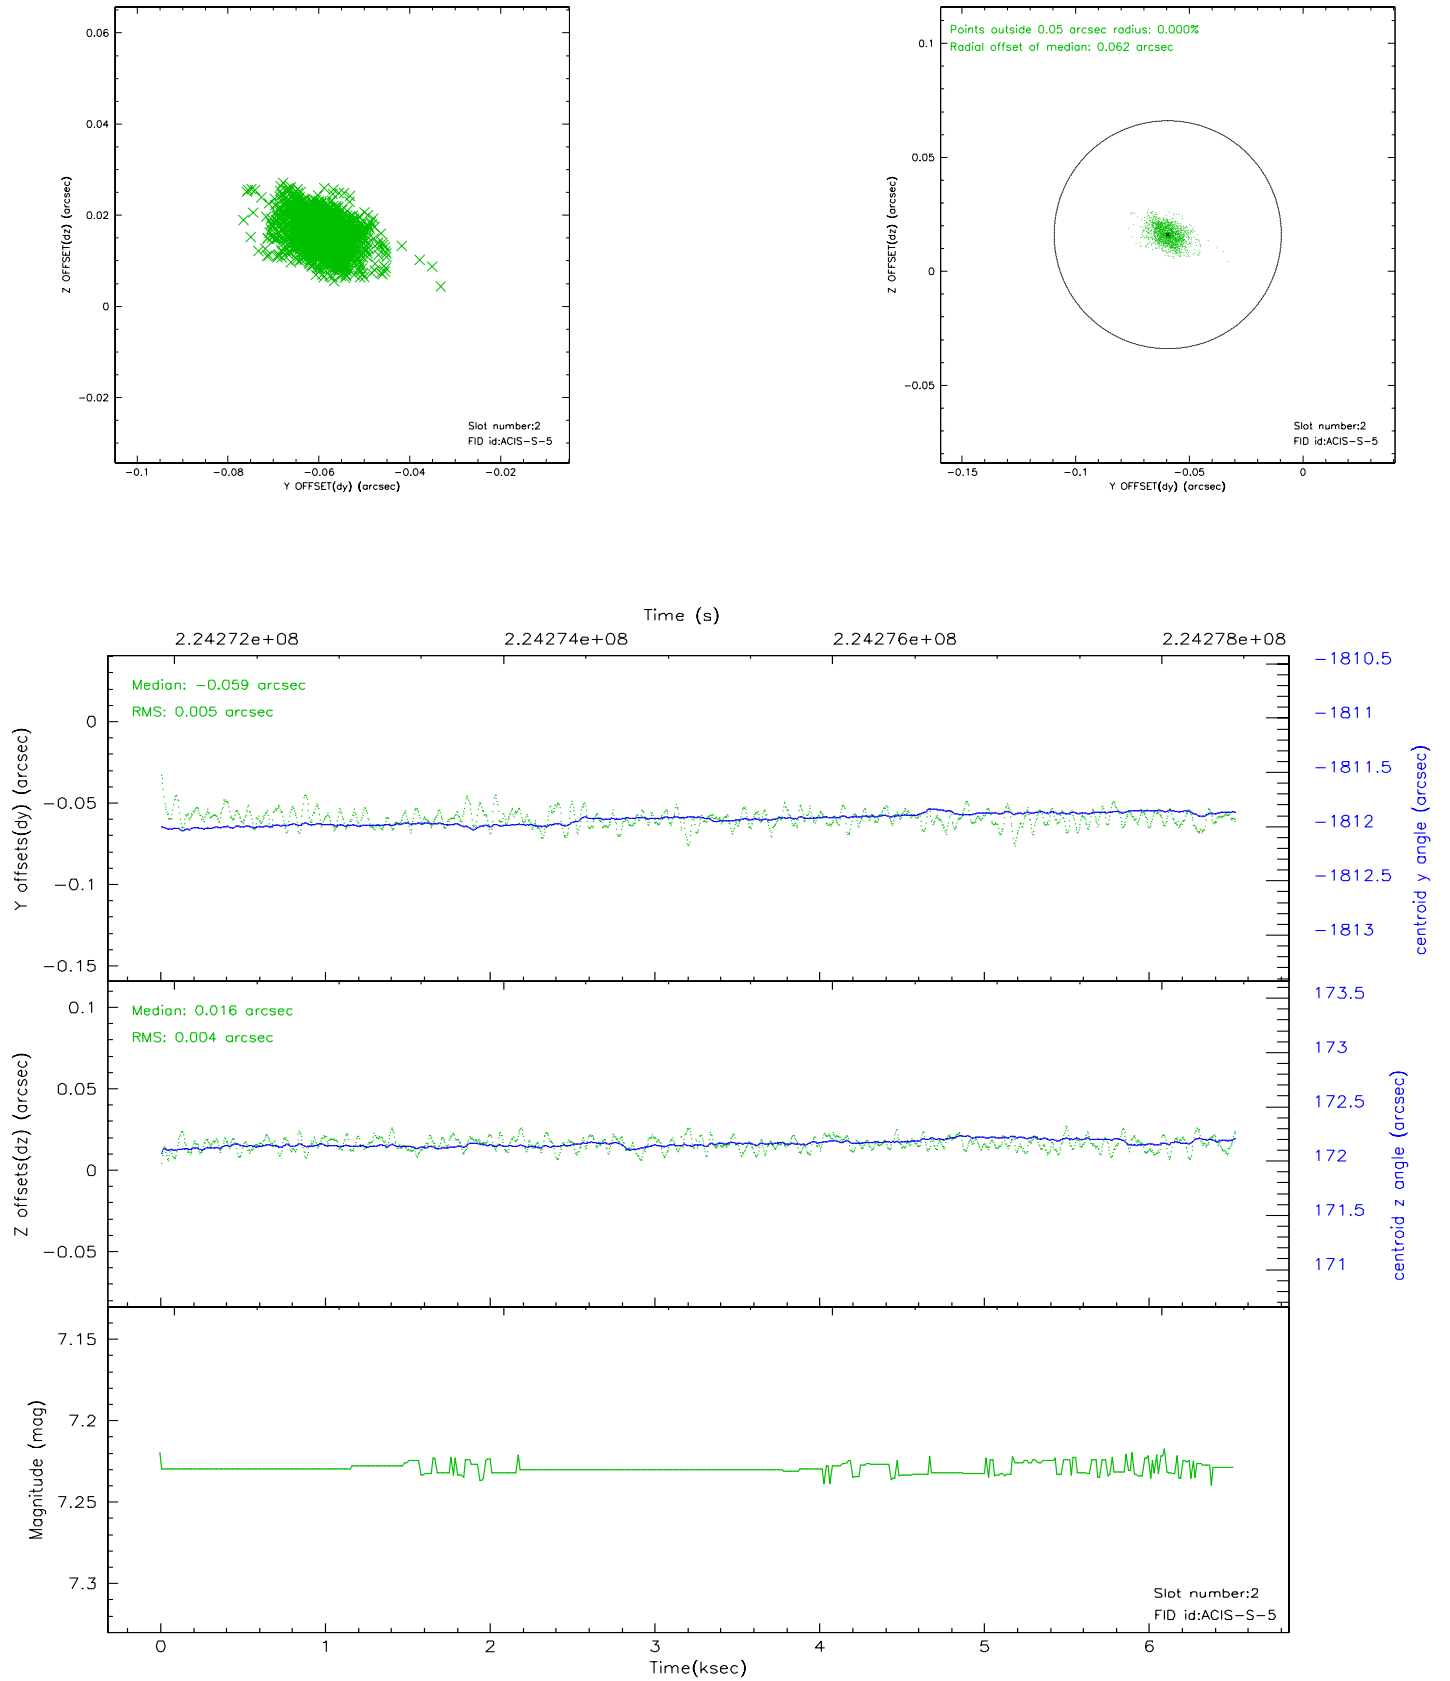 0.06
0.04
0.02
0
−0.02
Z OFFSET(dz) (arcsec)
Slot number:2
FID id:ACIS−S−5
−0.1 −0.08 −0.06 −0.04 −0.02
Y OFFSET(dy) (arcsec)
Points outside 0.05 arcsec radius: 0.000%
Radial offset of median: 0.062 arcsec
0.1
0.05
0
−0.05
Z OFFSET(dz) (arcsec)
Slot number:2
FID id:ACIS−S−5
−0.15 −0.1 −0.05 0
Y OFFSET(dy) (arcsec)
Time (s)
2.24272e+08 2.24274e+08 2.24276e+08 2.24278e+08
Median: −0.059 arcsec
RMS: 0.005 arcsec
0
−0.05
−0.1
−0.15
Y offsets(dy) (arcsec)
−1810.5
−1811
−1811.5
−1812
−1812.5
−1813
centroid y angle (arcsec)
Median: 0.016 arcsec
RMS: 0.004 arcsec
0.1
0.05
0
−0.05
Z offsets(dz) (arcsec)
173.5
173
172.5
172
171.5
171
centroid z angle (arcsec)
7.15
7.2
7.25
7.3
Magnitude (mag)
Slot number:2
FID id:ACIS−S−5
0 1 2 3 4 5 6
Time(ksec)